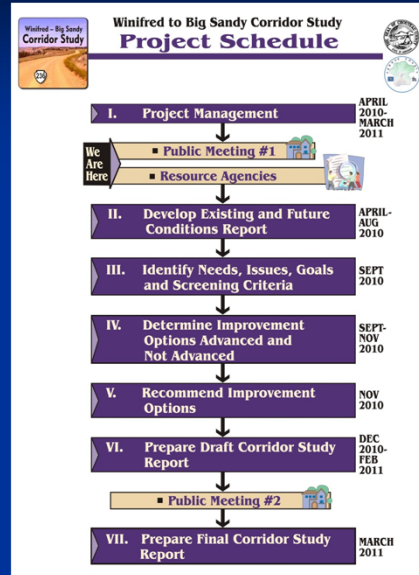 Winifred – Big Sandy
Corridor Study
236
Winifred to Big Sandy Corridor Study
Project Schedule
I. Project Management
APRIL
2010-
MARCH
2011
We
Are
Here
▪ Public Meeting #1
▪ Resource Agencies
II. Develop Existing and Future
Conditions Report
APRIL-
AUG
2010
III. Identify Needs, Issues, Goals
and Screening Criteria
SEPT
2010
IV. Determine Improvement
Options Advanced and
Not Advanced
SEPT-
NOV
2010
V. Recommend Improvement
Options
NOV
2010
VI. Prepare Draft Corridor Study
Report
DEC
2010-
FEB
2011
▪ Public Meeting #2
VII. Prepare Final Corridor Study
Report
MARCH
2011